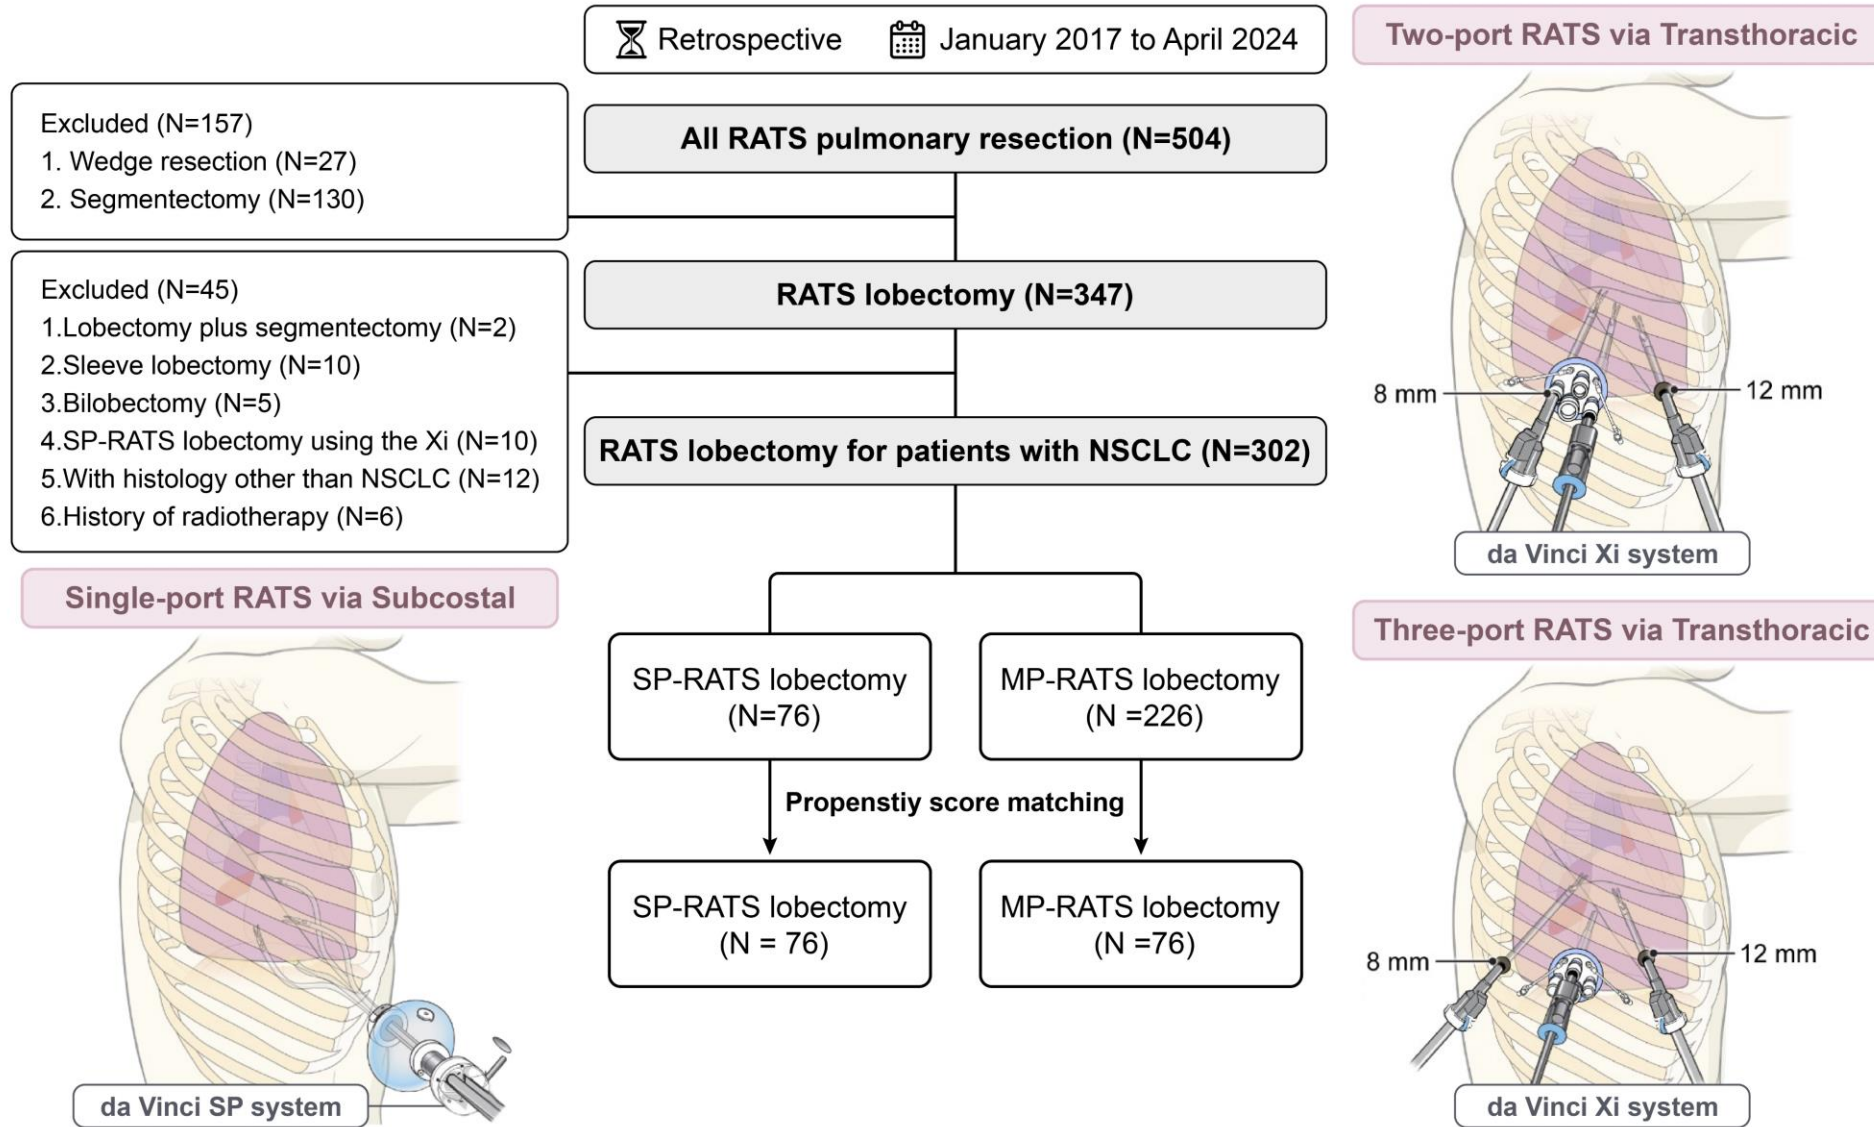 Retrospective January 2017 to April 2024
Excluded (N=157)
1. Wedge resection (N=27)
2. Segmentectomy (N=130)
All RATS pulmonary resection (N=504)
Excluded (N=45)
1.Lobectomy plus segmentectomy (N=2)
2.Sleeve lobectomy (N=10)
3.Bilobectomy (N=5)
4.SP-RATS lobectomy using the Xi (N=10)
5.With histology other than NSCLC (N=12)
6.History of radiotherapy (N=6)
RATS lobectomy (N=347)
RATS lobectomy for patients with NSCLC (N=302)
SP-RATS lobectomy
(N=76)
MP-RATS lobectomy
(N =226)
Propenstiy score matching
SP-RATS lobectomy
(N = 76)
MP-RATS lobectomy
(N =76)
Single-port RATS via Subcostal
da Vinci SP system
Two-port RATS via Transthoracic
8 mm
12 mm
da Vinci Xi system
Three-port RATS via Transthoracic
8 mm
12 mm
da Vinci Xi system